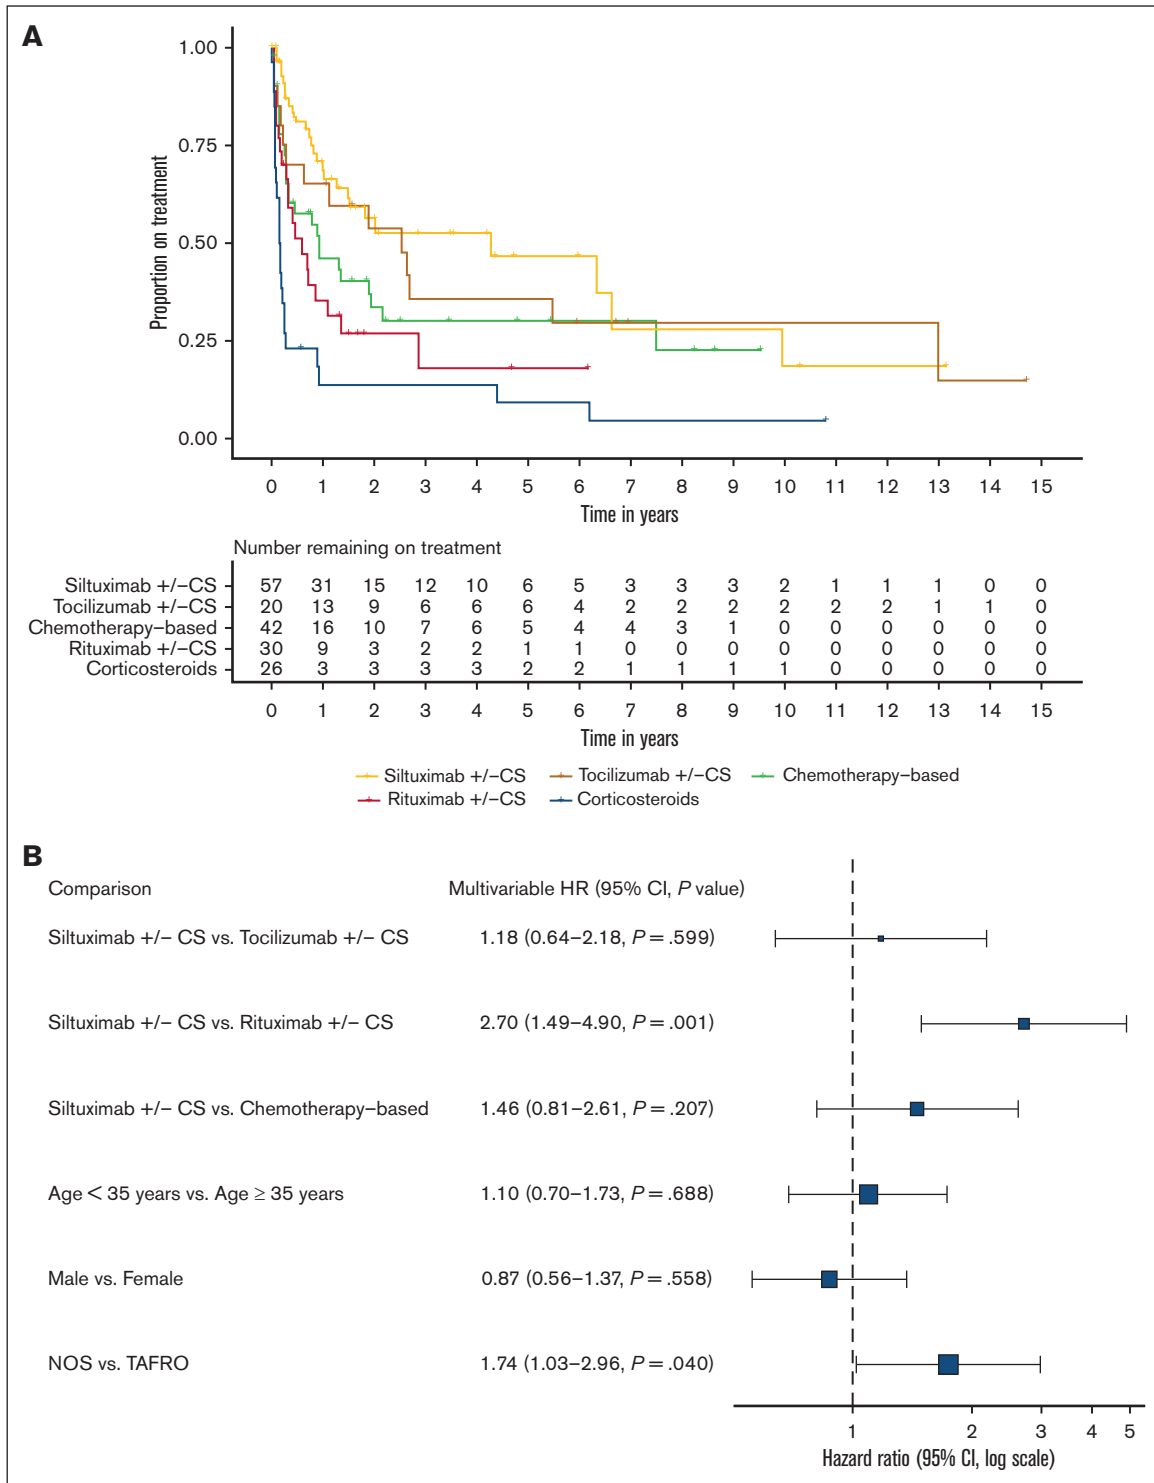 A
1.00
0.75
0.50
0.25
0.00
Proportion on treatment
0 1 2 3 4 5 6 7 8 9 10 11 12 13 14 15
Time in years
Number remaining on treatment
Siltuximab +/−CS 57 31 15 12 10 6 5 3 3 3 2 1 1 1 0 0
Tocilizumab +/−CS 20 13 9 6 6 6 4 2 2 2 2 2 2 1 1 0
Chemotherapy−based 42 16 10 7 6 5 4 4 3 1 0 0 0 0 0 0
Rituximab +/−CS 30 9 3 2 2 1 1 0 0 0 0 0 0 0 0 0
Corticosteroids 26 3 3 3 3 2 2 1 1 1 1 0 0 0 0 0
0 1 2 3 4 5 6 7 8 9 10 11 12 13 14 15
Time in years
Siltuximab +/−CS Tocilizumab +/−CS Chemotherapy−based
Rituximab +/−CS Corticosteroids
B
Comparison Multivariable HR (95% CI, P value)
Siltuximab +/− CS vs. Tocilizumab +/− CS 1.18 (0.64−2.18, P = .599)
Siltuximab +/− CS vs. Rituximab +/− CS 2.70 (1.49−4.90, P = .001)
Siltuximab +/− CS vs. Chemotherapy−based 1.46 (0.81−2.61, P = .207)
Age < 35 years vs. Age ≥ 35 years 1.10 (0.70−1.73, P = .688)
Male vs. Female 0.87 (0.56−1.37, P = .558)
NOS vs. TAFRO 1.74 (1.03−2.96, P = .040)
1 2 3 4 5
Hazard ratio (95% CI, log scale)